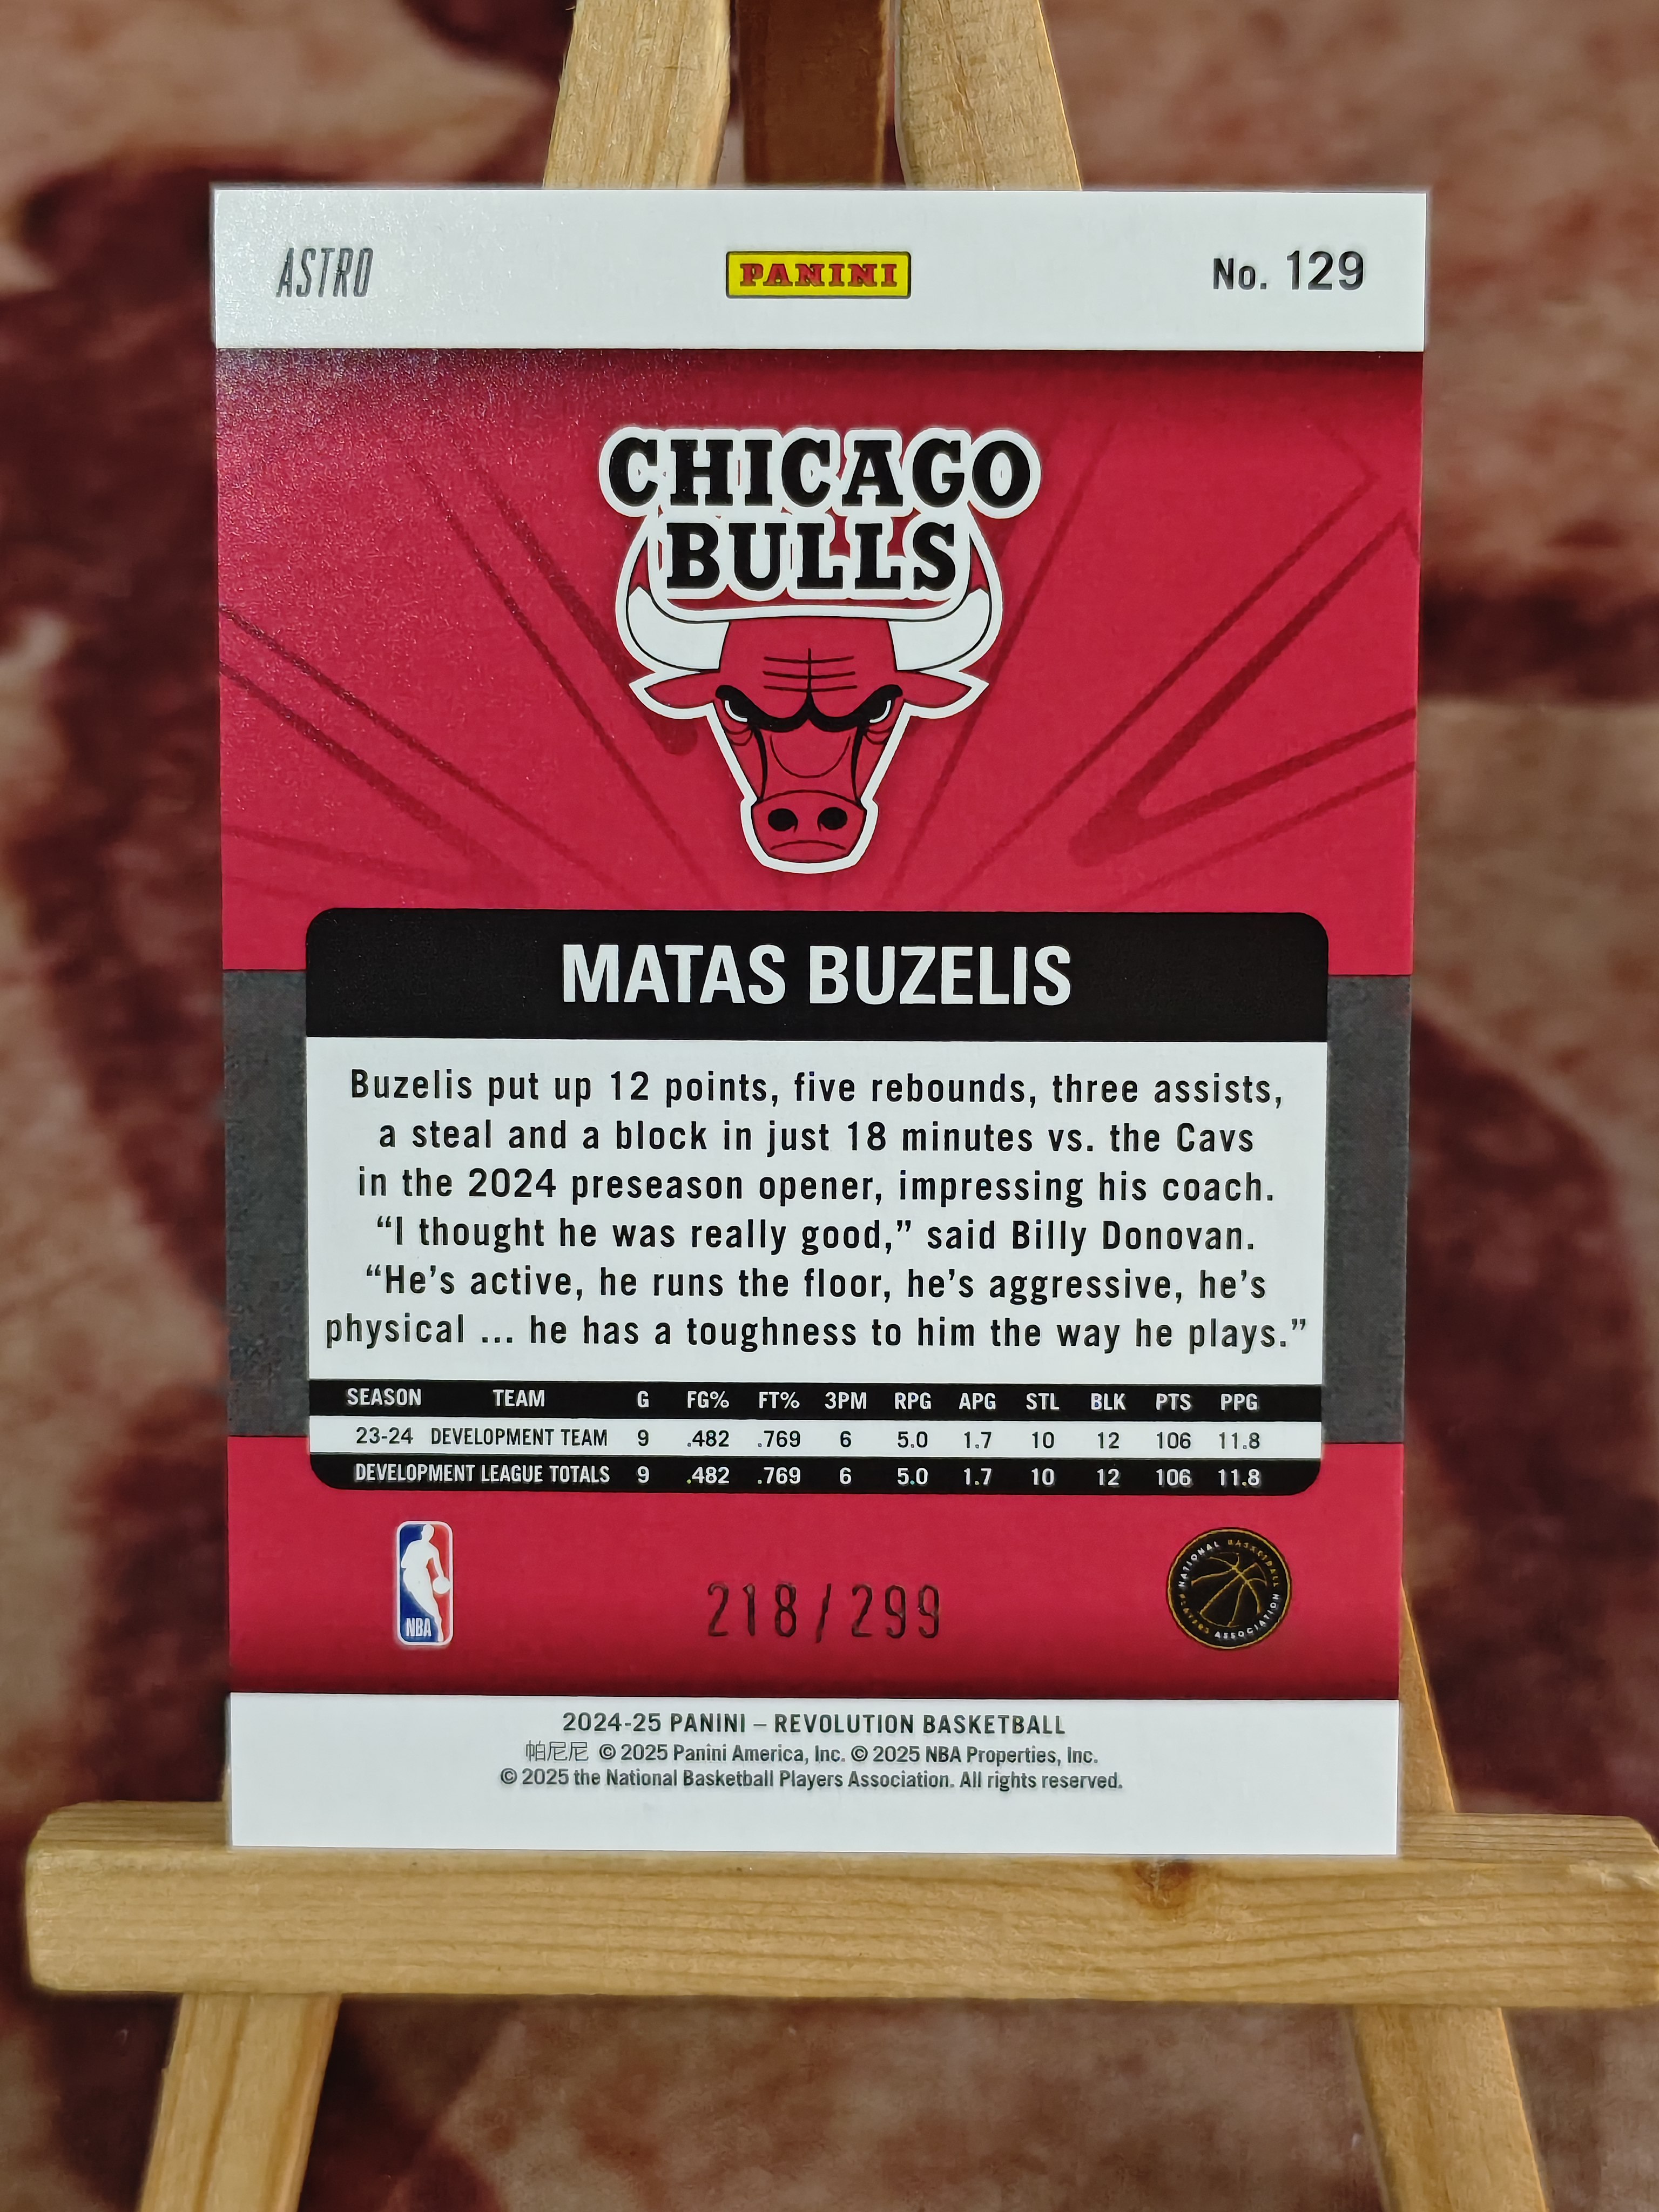 ASTRO PANINI No. 129
CHICAGO
BULLS
MATAS BUZELIS
Buzelis put up 12 points, five rebounds, three assists,
a steal and a block in just 18 minutes vs. the Cavs
in the 2024 preseason opener, impressing his coach.
“I thought he was really good,” said Billy Donovan.
“He’s active, he runs the floor, he’s aggressive, he’s
physical ... he has a toughness to him the way he plays.”
SEASON TEAM G FG% FT% 3PM RPG APG STL BLK PTS PPG
23-24 DEVELOPMENT TEAM 9 .482 .769 6 5.0 1.7 10 12 106 11.8
DEVELOPMENT LEAGUE TOTALS 9 .482 .769 6 5.0 1.7 10 12 106 11.8
NBA
218/299
NATIONAL BASKETBALL PLAYERS ASSOCIATION
2024-25 PANINI – REVOLUTION BASKETBALL
帕尼尼 © 2025 Panini America, Inc. © 2025 NBA Properties, Inc.
© 2025 the National Basketball Players Association. All rights reserved.